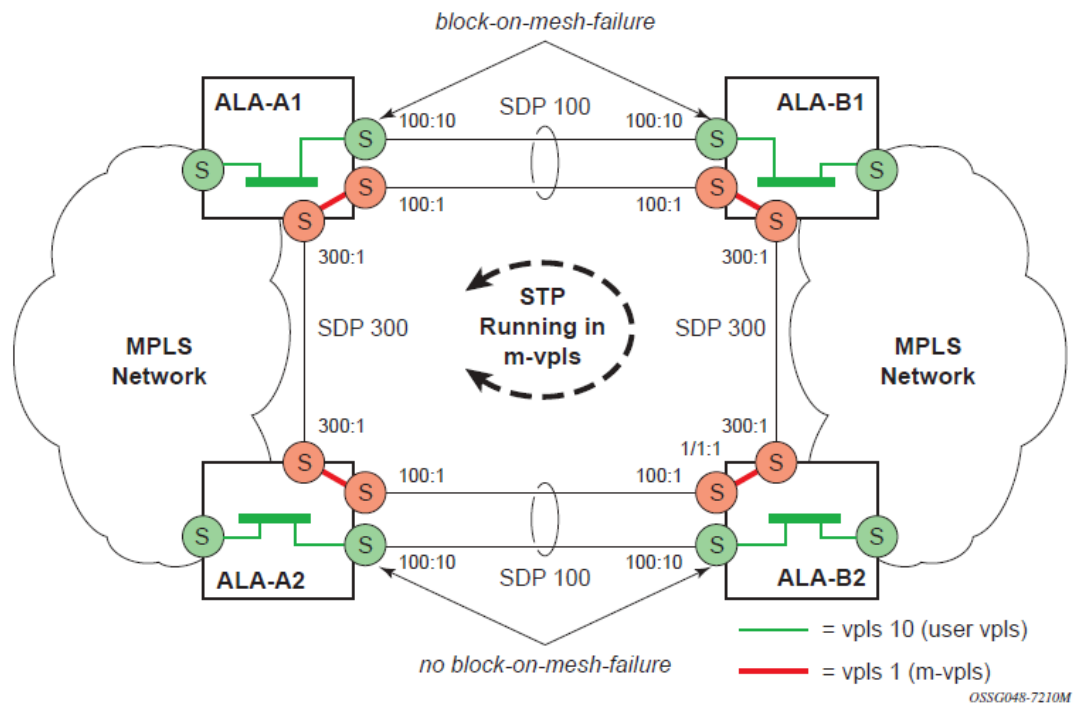 block-on-mesh-failure
ALA-A1
ALA-B1
SDP 100
100:10
100:10
S
S
S
S
S
S
100:1
100:1
S
S
300:1
300:1
STP
Running in
m-vpls
SDP 300
SDP 300
MPLS
Network
MPLS
Network
300:1
300:1
1/1:1
S
S
100:1
100:1
S
S
S
S
S
S
100:10
100:10
SDP 100
ALA-A2
ALA-B2
no block-on-mesh-failure
= vpls 10 (user vpls)
= vpls 1 (m-vpls)
OSSG048-7210M